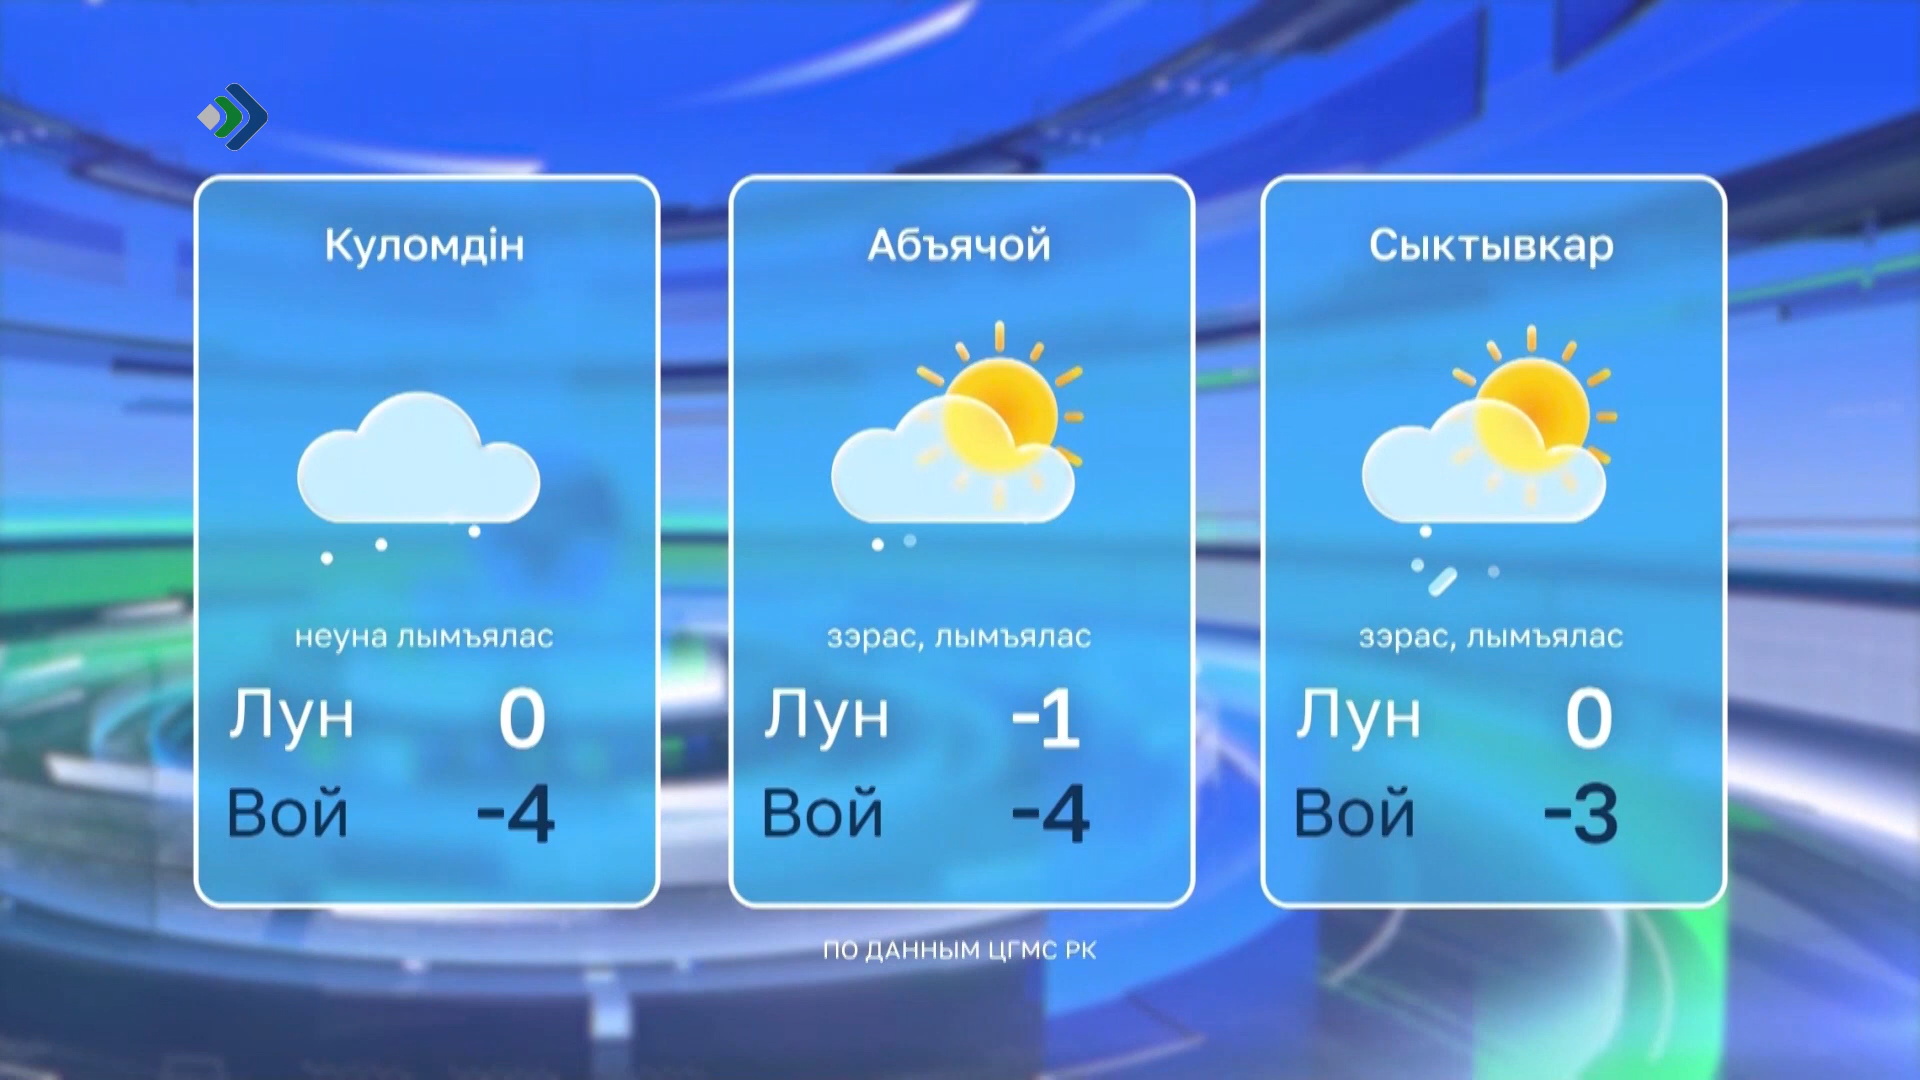 Куломдін
неуна лымъялас
Лун 0
Вой -4
Абъячой
зэрас, лымъялас
Лун -1
Вой -4
Сыктывкар
зэрас, лымъялас
Лун 0
Вой -3
ПО ДАННЫМ ЦГМС РК